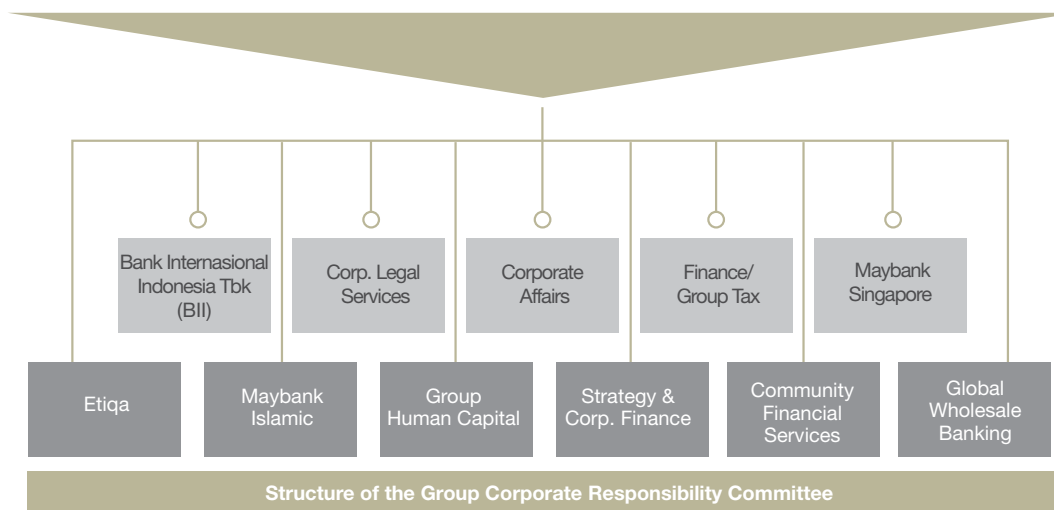 Bank Internasional
Indonesia Tbk
(BII)
Corp. Legal
Services
Corporate
Affairs
Finance/
Group Tax
Maybank
Singapore
Etiqa
Maybank
Islamic
Group
Human Capital
Strategy &
Corp. Finance
Community
Financial
Services
Global
Wholesale
Banking
Structure of the Group Corporate Responsibility Committee